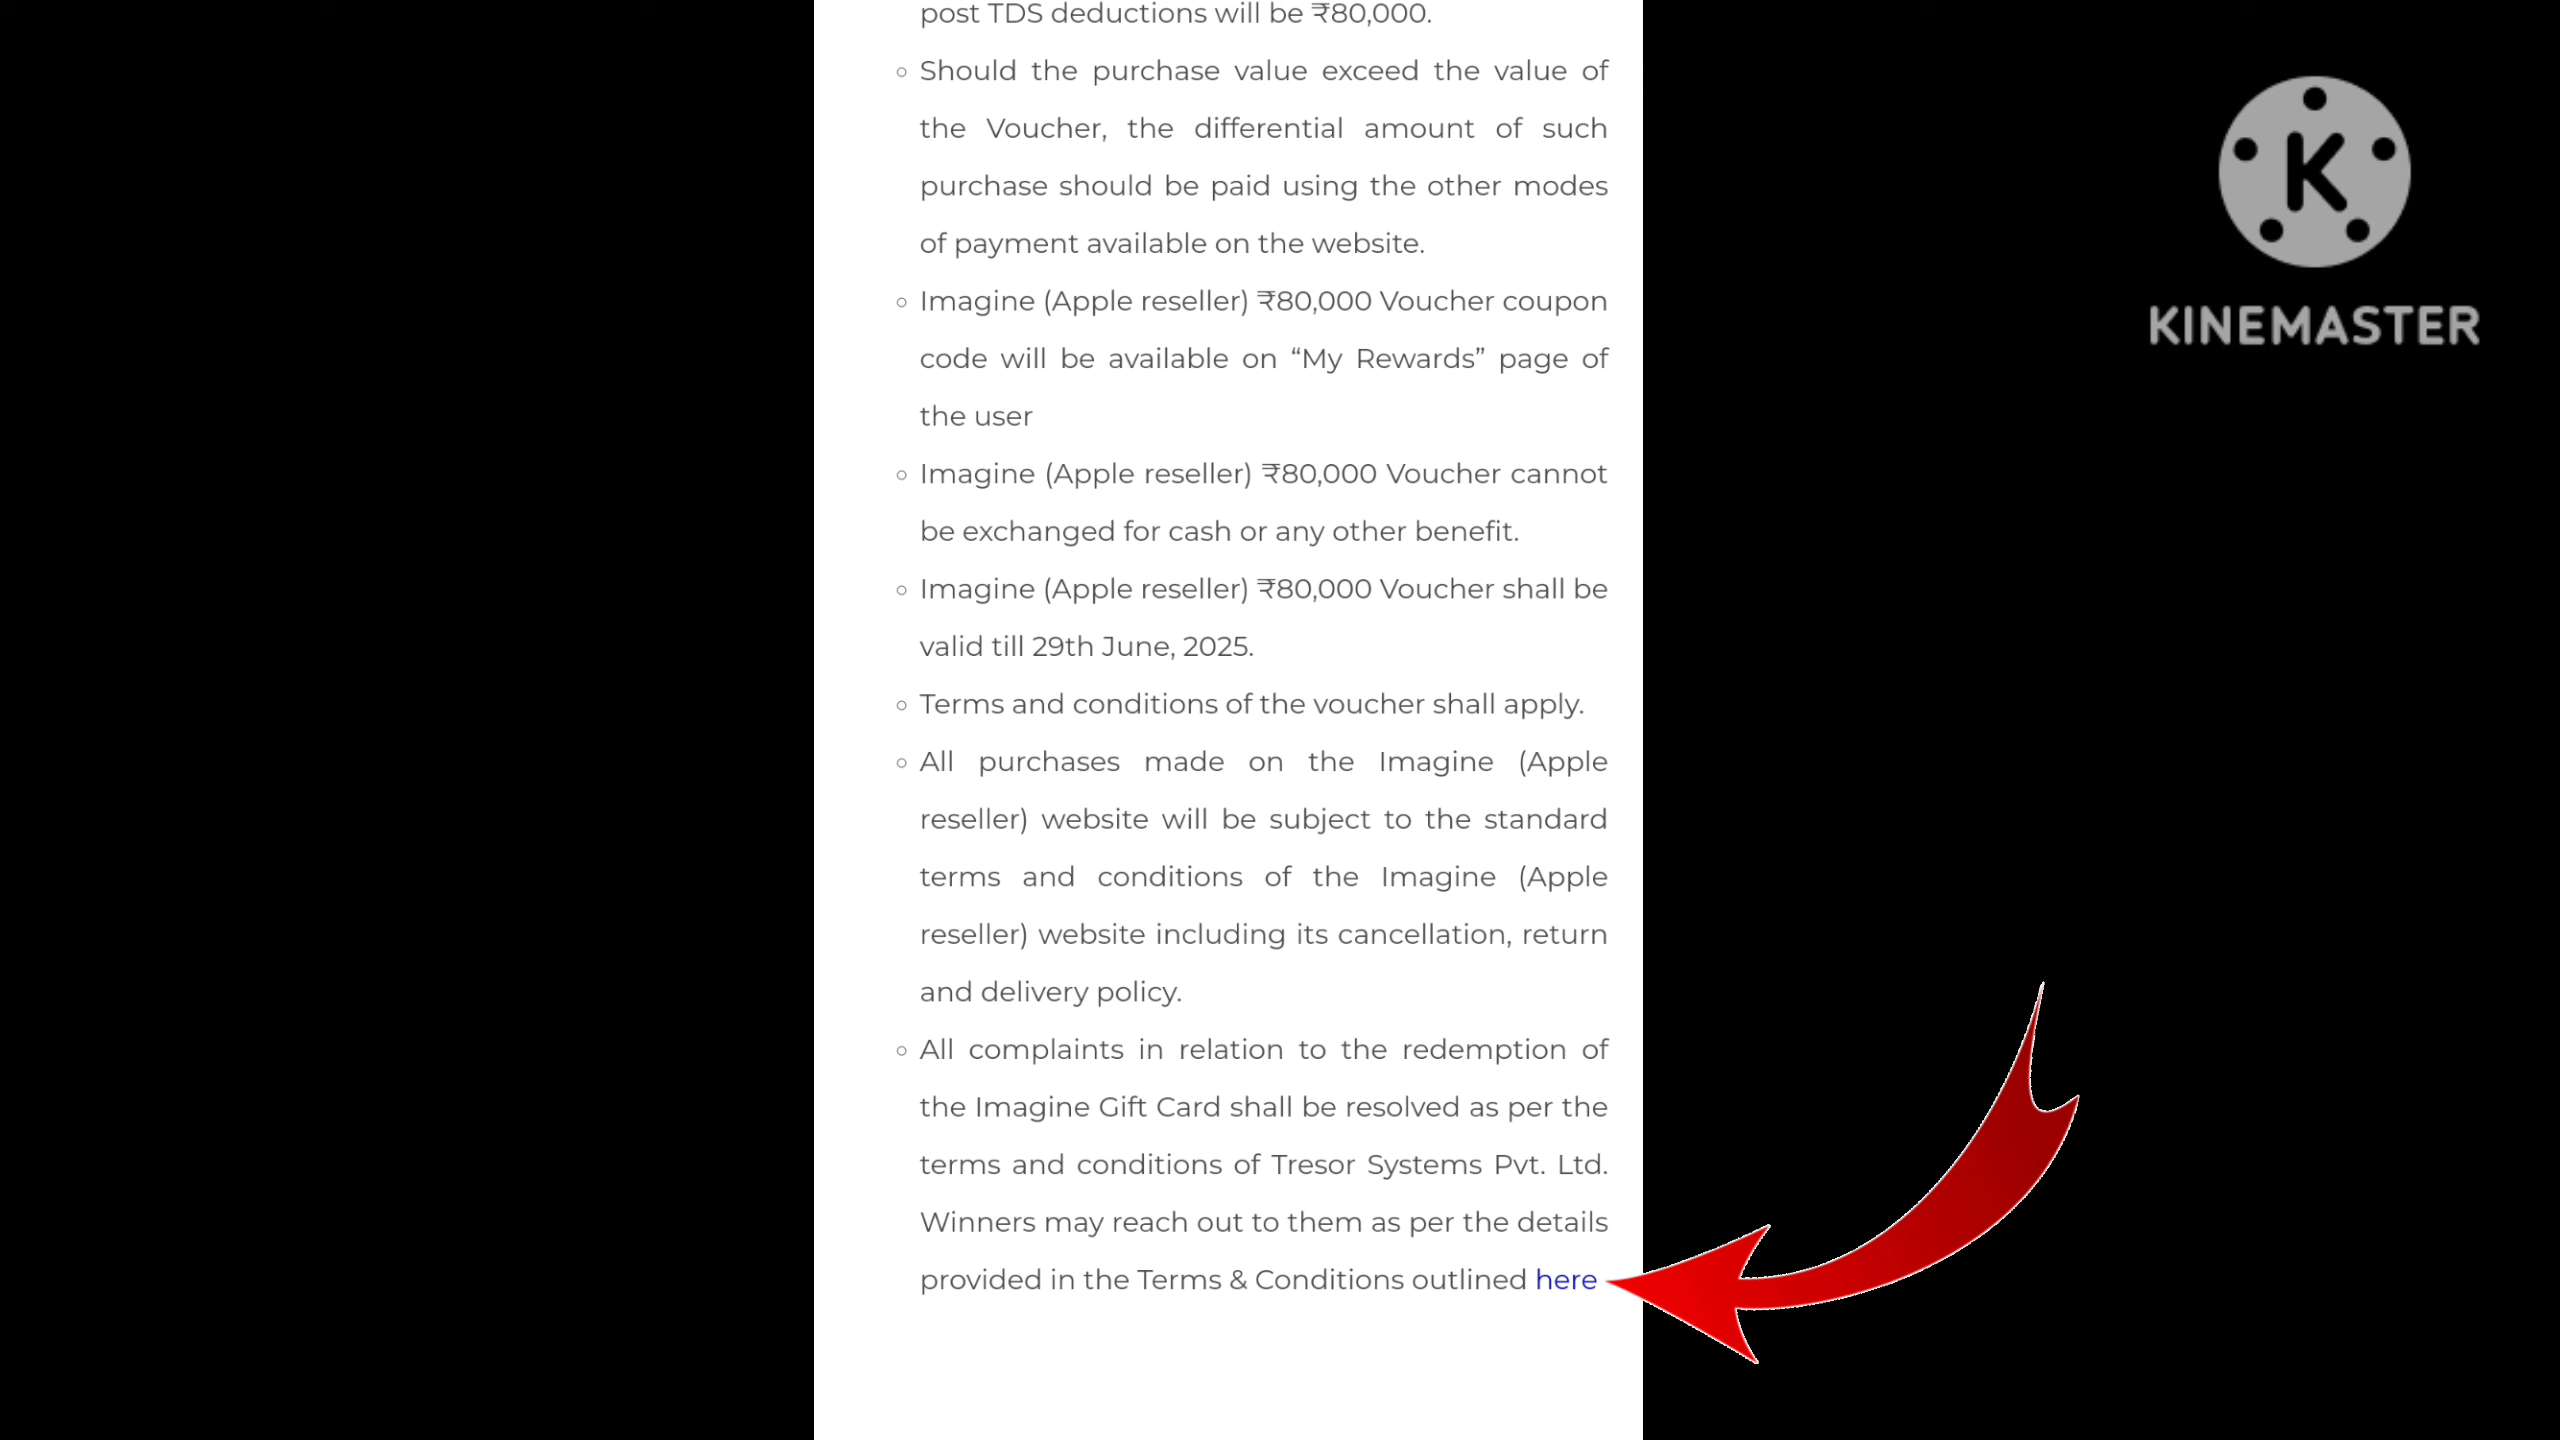 post TDS deductions will be ₹80,000.
Should the purchase value exceed the value of
the Voucher, the differential amount of such
purchase should be paid using the other modes
of payment available on the website.
Imagine (Apple reseller) ₹80,000 Voucher coupon
code will be available on “My Rewards” page of
the user
Imagine (Apple reseller) ₹80,000 Voucher cannot
be exchanged for cash or any other benefit.
Imagine (Apple reseller) ₹80,000 Voucher shall be
valid till 29th June, 2025.
Terms and conditions of the voucher shall apply.
All purchases made on the Imagine (Apple
reseller) website will be subject to the standard
terms and conditions of the Imagine (Apple
reseller) website including its cancellation, return
and delivery policy.
All complaints in relation to the redemption of
the Imagine Gift Card shall be resolved as per the
terms and conditions of Tresor Systems Pvt. Ltd.
Winners may reach out to them as per the details
provided in the Terms & Conditions outlined here
K
KINEMASTER